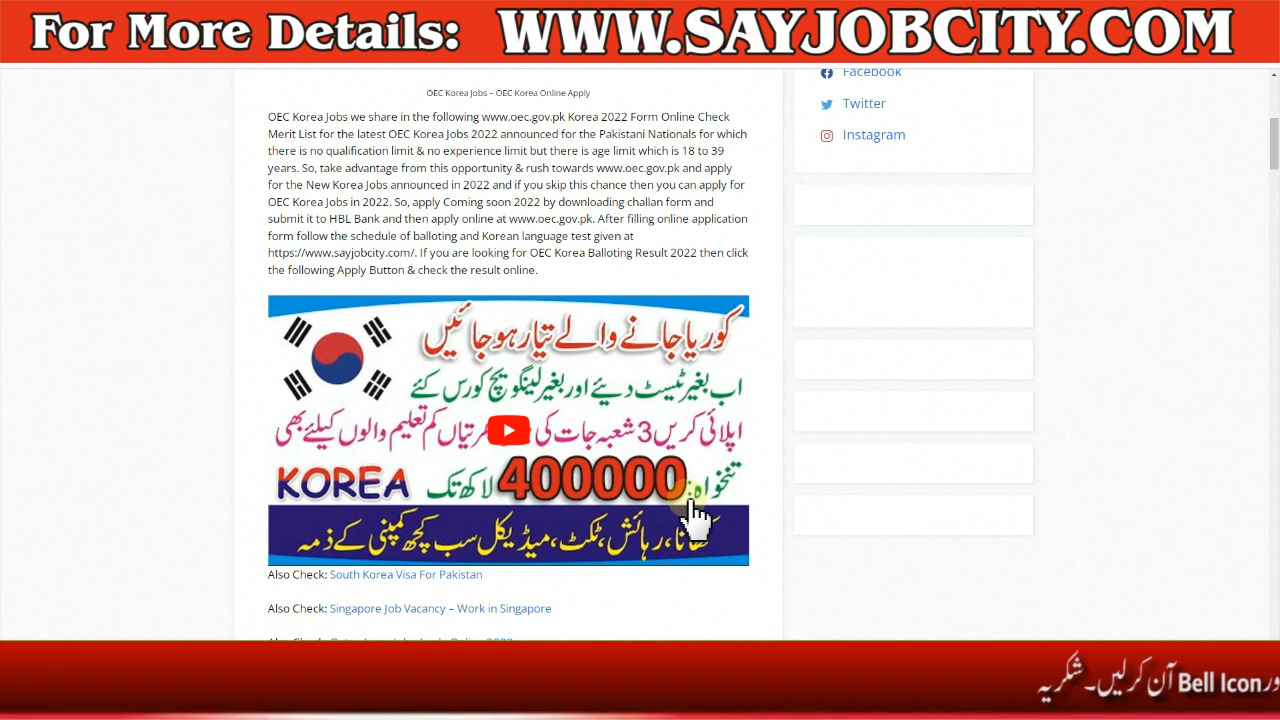 For More Details: WWW.SAYJOBCITY.COM
OEC Korea Jobs – OEC Korea Online Apply
OEC Korea Jobs we share in the following www.oec.gov.pk Korea 2022 Form Online Check
Merit List for the latest OEC Korea Jobs 2022 announced for the Pakistani Nationals for which
there is no qualification limit & no experience limit but there is age limit which is 18 to 39
years. So, take advantage from this opportunity & rush towards www.oec.gov.pk and apply
for the New Korea Jobs announced in 2022 and if you skip this chance then you can apply for
OEC Korea Jobs in 2022. So, apply Coming soon 2022 by downloading challan form and
submit it to HBL Bank and then apply online at www.oec.gov.pk. After filling online application
form follow the schedule of balloting and Korean language test given at
https://www.sayjobcity.com/. If you are looking for OEC Korea Balloting Result 2022 then click
the following Apply Button & check the result online.
کوریا جانے والے تیار ہو جائیں
اب بغیر ٹیسٹ دیئے اور بغیر لینگویج کورس کئے
اپلائی کریں 3 شعبہ جات کی کم تعلیم والوں کیلئے بھی
تنخواہ: 400000 لاکھ تک KOREA
کھانا، رہائش، ٹکٹ، میڈیکل سب کچھ کمپنی کے ذمہ
Also Check: South Korea Visa For Pakistan
Also Check: Singapore Job Vacancy – Work in Singapore
Facebook
Twitter
Instagram
اور Bell Icon آن کرلیں۔ شکریہ